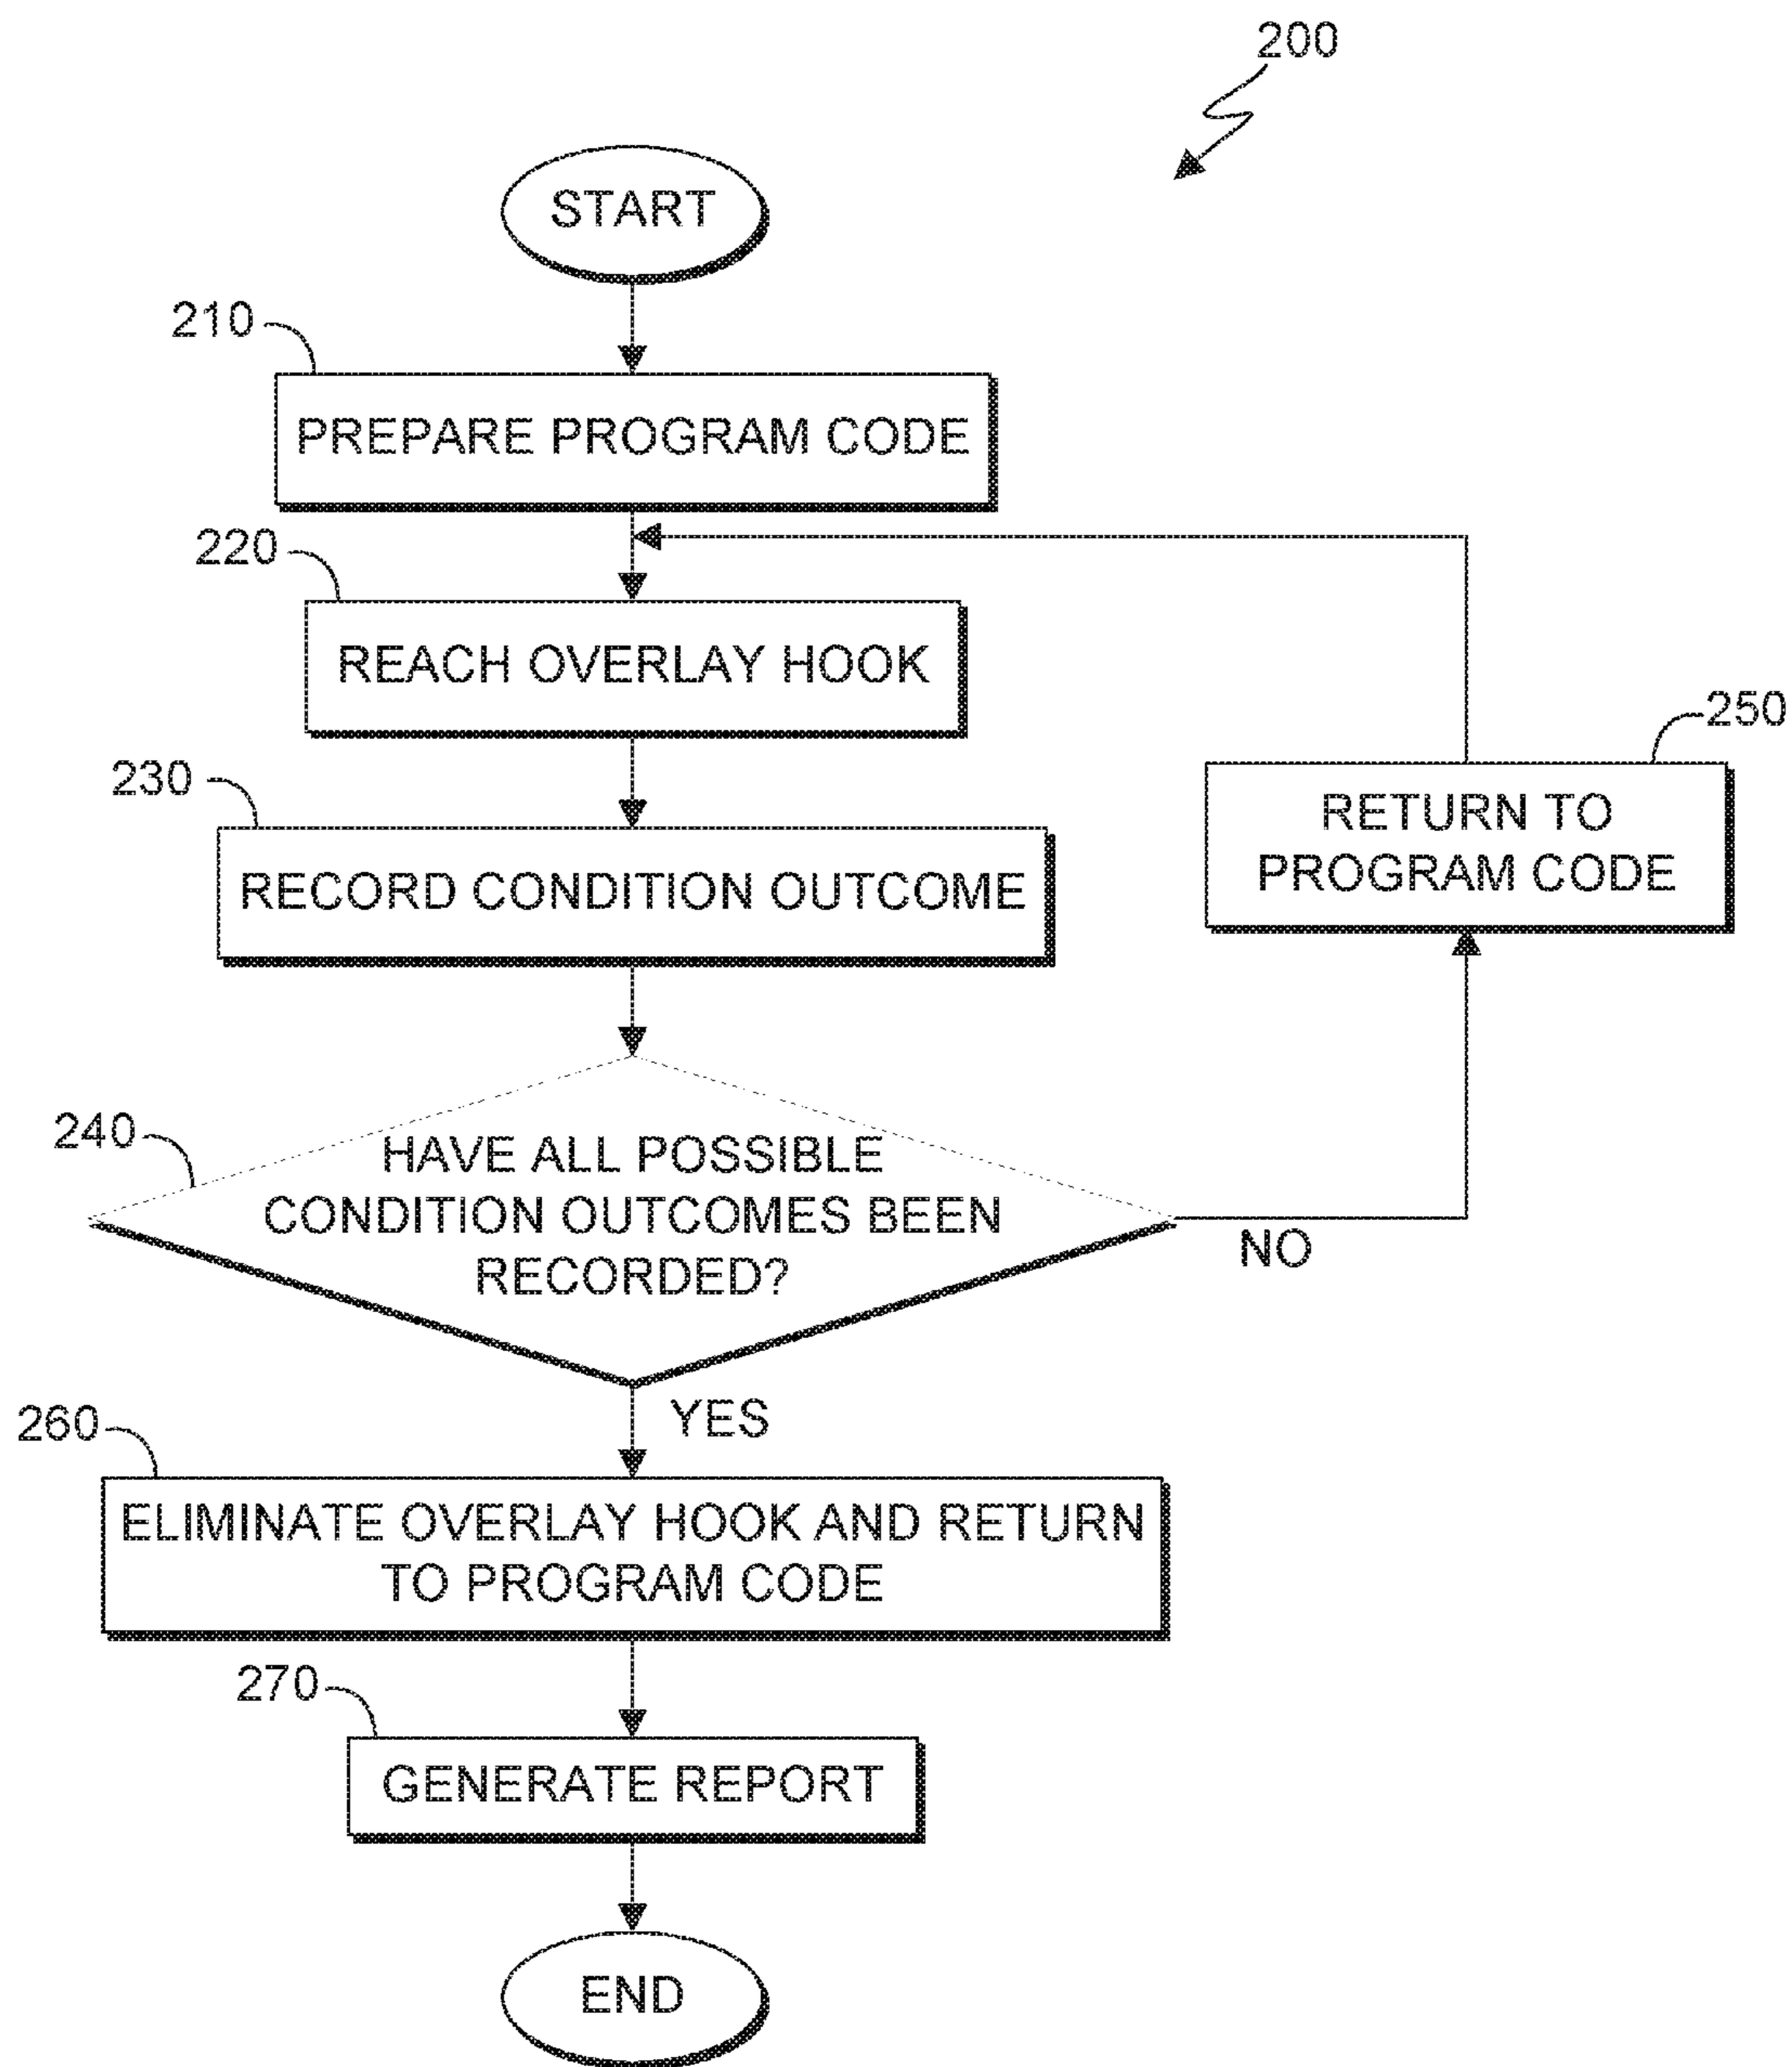 200
START
210
PREPARE PROGRAM CODE
220
REACH OVERLAY HOOK
250
RETURN TO
PROGRAM CODE
230
RECORD CONDITION OUTCOME
240
HAVE ALL POSSIBLE
CONDITION OUTCOMES BEEN
RECORDED?
NO
YES
260
ELIMINATE OVERLAY HOOK AND RETURN
TO PROGRAM CODE
270
GENERATE REPORT
END